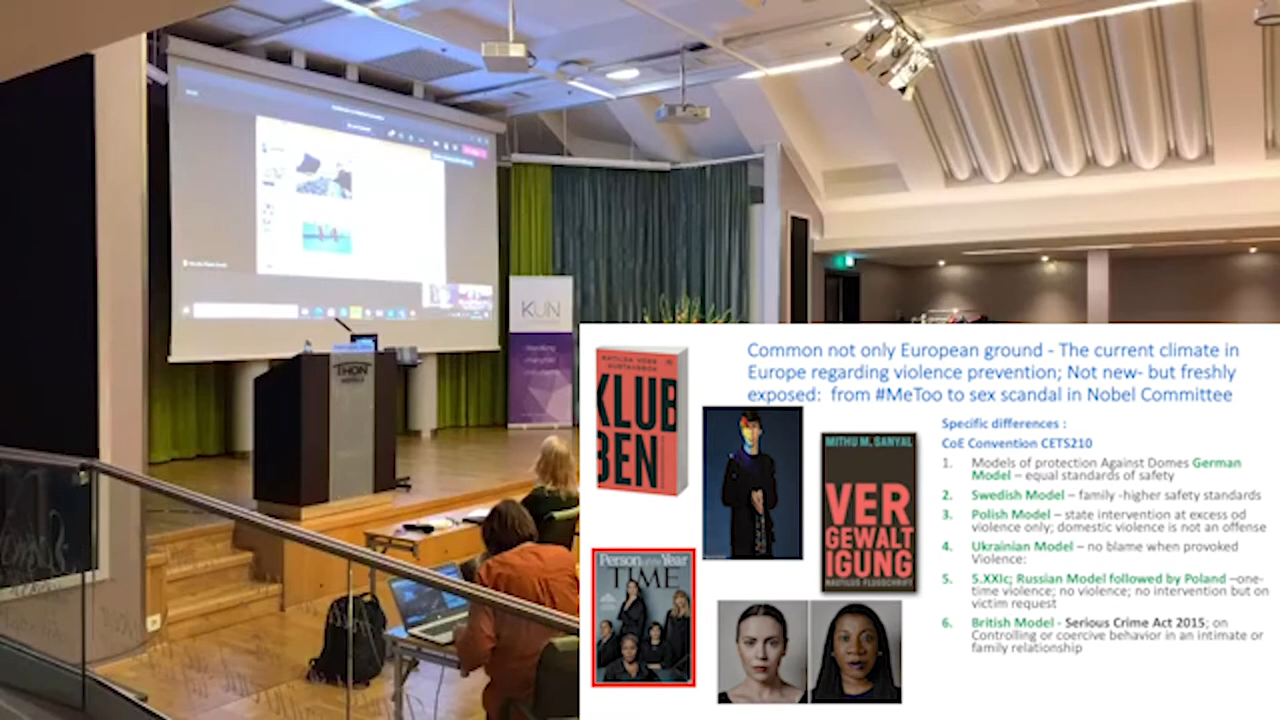 KUN
THON
HOTELS
Common not only European ground - The current climate in
Europe regarding violence prevention; Not new- but freshly
exposed: from #MeToo to sex scandal in Nobel Committee
MATILDA VOSS
GUSTAVSSON
KLUB
BEN
MITHU M. SANYAL
VER
GEWALT
IGUNG
NAUTILUS FLUGSCHRIFT
Person of the Year
TIME
Specific differences :
CoE Convention CETS210
1. Models of protection Against Domes German
Model – equal standards of safety
2. Swedish Model – family -higher safety standards
3. Polish Model – state intervention at excess od
violence only; domestic violence is not an offense
4. Ukrainian Model – no blame when provoked
Violence:
5. 5.XXIc; Russian Model followed by Poland –one-
time violence; no violence; no intervention but on
victim request
6. British Model - Serious Crime Act 2015; on
Controlling or coercive behavior in an intimate or
family relationship